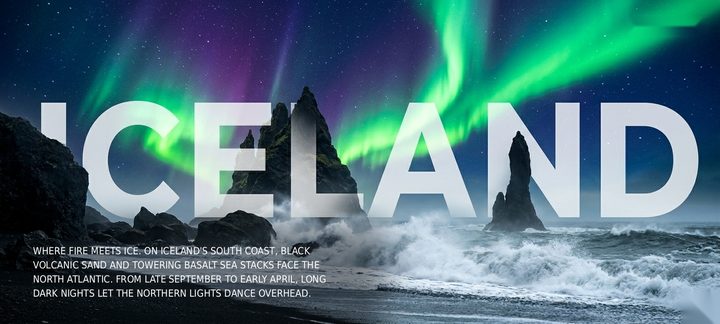 ICELAND
WHERE FIRE MEETS ICE. ON ICELAND'S SOUTH COAST, BLACK
VOLCANIC SAND AND TOWERING BASALT SEA STACKS FACE THE
NORTH ATLANTIC. FROM LATE SEPTEMBER TO EARLY APRIL, LONG
DARK NIGHTS LET THE NORTHERN LIGHTS DANCE OVERHEAD.